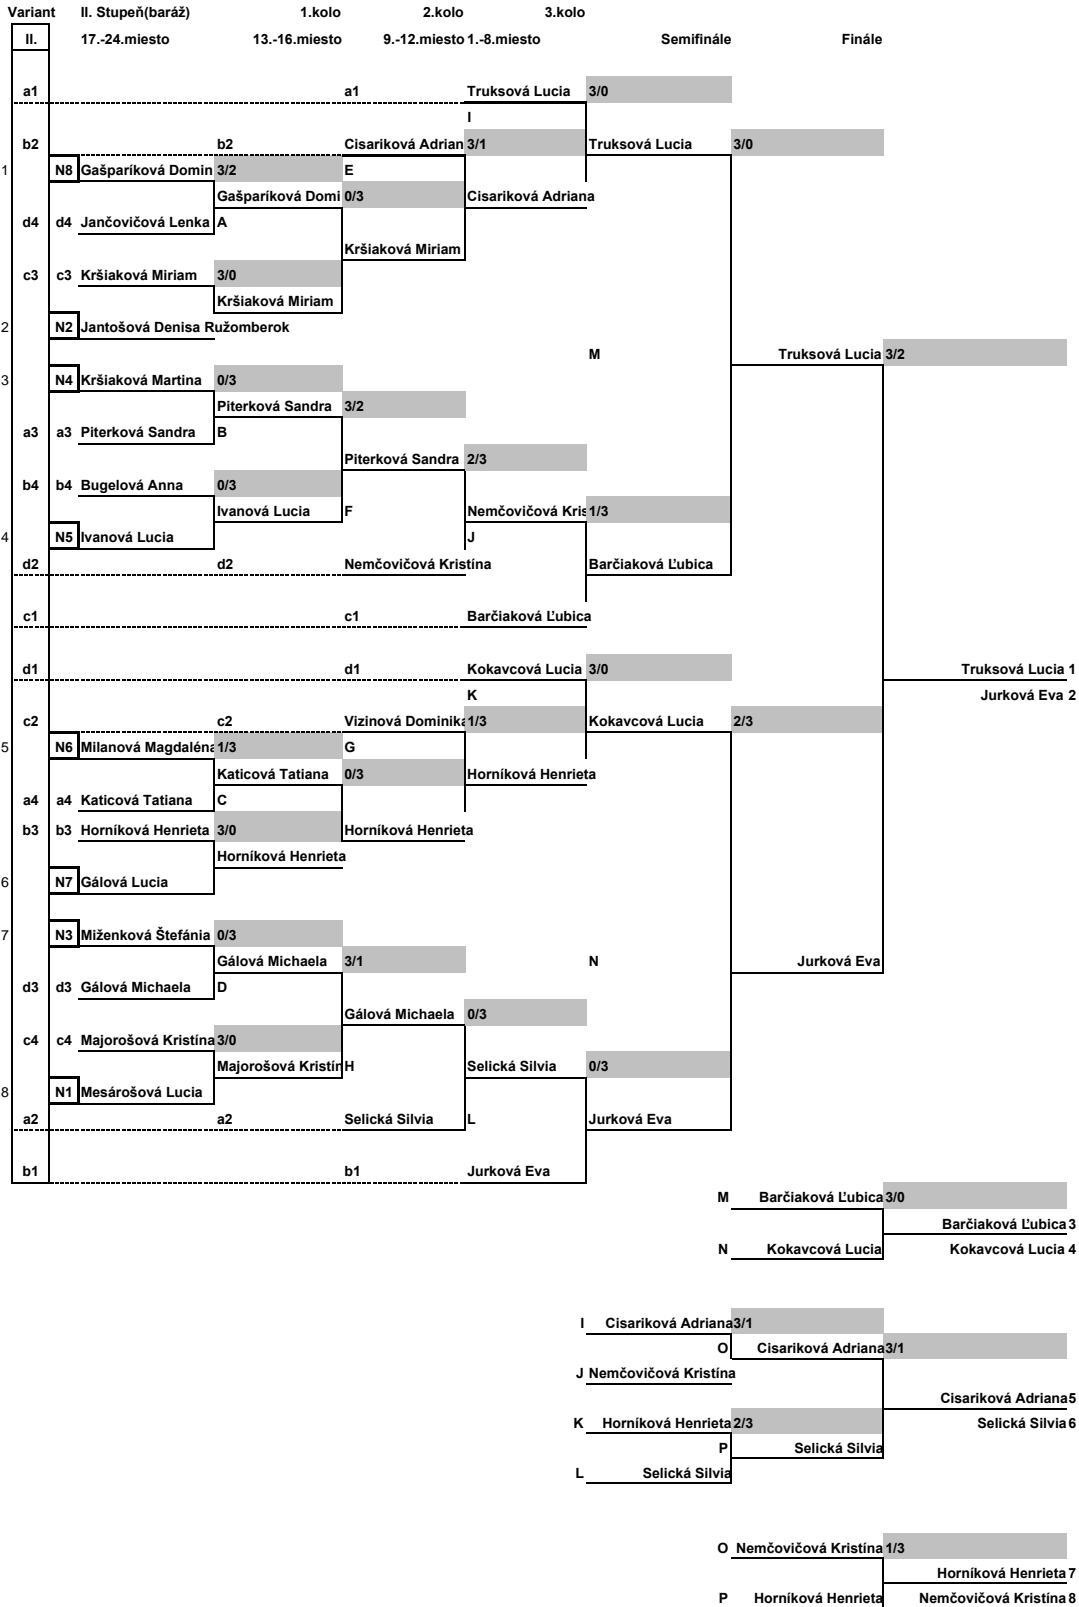 Variant II. Stupeň(baráž) 1.kolo 2.kolo 3.kolo
II. 17.-24.miesto 13.-16.miesto 9.-12.miesto 1.-8.miesto Semifinále Finále
a1 a1 Truksová Lucia 3/0
I
b2 b2 Cisariková Adrian 3/1 Truksová Lucia 3/0
1 N8 Gašparíková Domin 3/2 E
Gašparíková Domi 0/3 Cisariková Adriana
d4 d4 Jančovičová Lenka A
Kršiaková Miriam
c3 c3 Kršiaková Miriam 3/0
Kršiaková Miriam
2 N2 Jantošová Denisa Ružomberok
M Truksová Lucia 3/2
3 N4 Kršiaková Martina 0/3
Piterková Sandra 3/2
a3 a3 Piterková Sandra B
Piterková Sandra 2/3
b4 b4 Bugelová Anna 0/3
Ivanová Lucia F Nemčovičová Kris 1/3
4 N5 Ivanová Lucia J
d2 d2 Nemčovičová Kristína Barčiaková Ľubica
c1 c1 Barčiaková Ľubica
d1 d1 Kokavcová Lucia 3/0 Truksová Lucia 1
K Jurková Eva 2
c2 c2 Vizinová Dominika 1/3 Kokavcová Lucia 2/3
5 N6 Milanová Magdaléna 1/3 G
Katicová Tatiana 0/3 Horníková Henrieta
a4 a4 Katicová Tatiana C
b3 b3 Horníková Henrieta 3/0 Horníková Henrieta
Horníková Henrieta
6 N7 Gálová Lucia
7 N3 Miženková Štefánia 0/3
Gálová Michaela 3/1 N Jurková Eva
d3 d3 Gálová Michaela D
Gálová Michaela 0/3
c4 c4 Majorošová Kristína 3/0
Majorošová Kristín H Selická Silvia 0/3
8 N1 Mesárošová Lucia
a2 a2 Selická Silvia L Jurková Eva
b1 b1 Jurková Eva
M Barčiaková Ľubica 3/0
Barčiaková Ľubica 3
N Kokavcová Lucia Kokavcová Lucia 4
I Cisariková Adriana 3/1
O Cisariková Adriana 3/1
J Nemčovičová Kristína
Cisariková Adriana 5
K Horníková Henrieta 2/3 Selická Silvia 6
P Selická Silvia
L Selická Silvia
O Nemčovičová Kristína 1/3
Horníková Henrieta 7
P Horníková Henrieta Nemčovičová Kristína 8